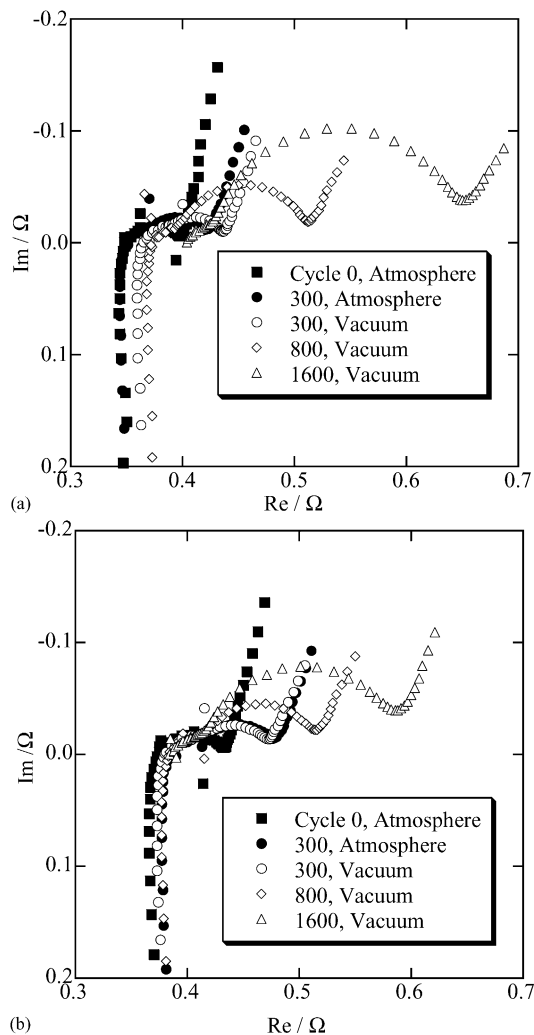 -0.2
-0.1
0.0
0.1
0.2
Im / Ω
Cycle 0, Atmosphere
300, Atmosphere
300, Vacuum
800, Vacuum
1600, Vacuum
0.3 0.4 0.5 0.6 0.7
(a) Re / Ω
-0.2
-0.1
0.0
0.1
0.2
Im /Ω
Cycle 0, Atmosphere
300, Atmosphere
300, Vacuum
800, Vacuum
1600, Vacuum
0.3 0.4 0.5 0.6 0.7
(b) Re / Ω